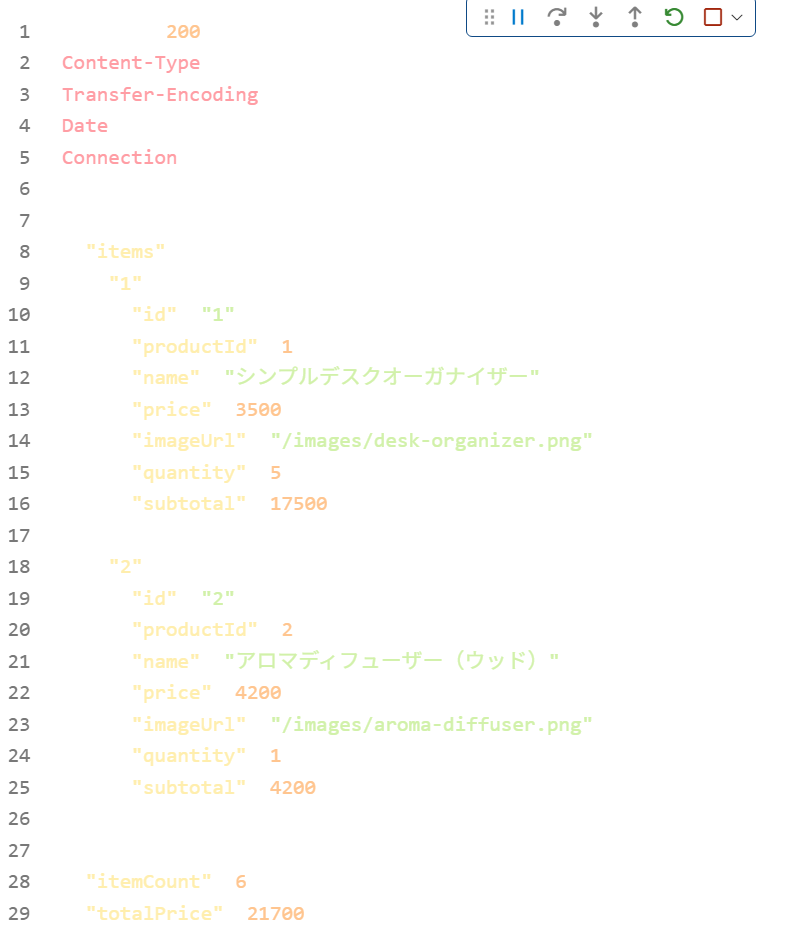 1 200
2 Content-Type
3 Transfer-Encoding
4 Date
5 Connection
6
7
8 "items"
9 "1"
10 "id" "1"
11 "productId" 1
12 "name" "シンプルデスクオーガナイザー"
13 "price" 3500
14 "imageUrl" "/images/desk-organizer.png"
15 "quantity" 5
16 "subtotal" 17500
17
18 "2"
19 "id" "2"
20 "productId" 2
21 "name" "アロマディフューザー（ウッド）"
22 "price" 4200
23 "imageUrl" "/images/aroma-diffuser.png"
24 "quantity" 1
25 "subtotal" 4200
26
27
28 "itemCount" 6
29 "totalPrice" 21700